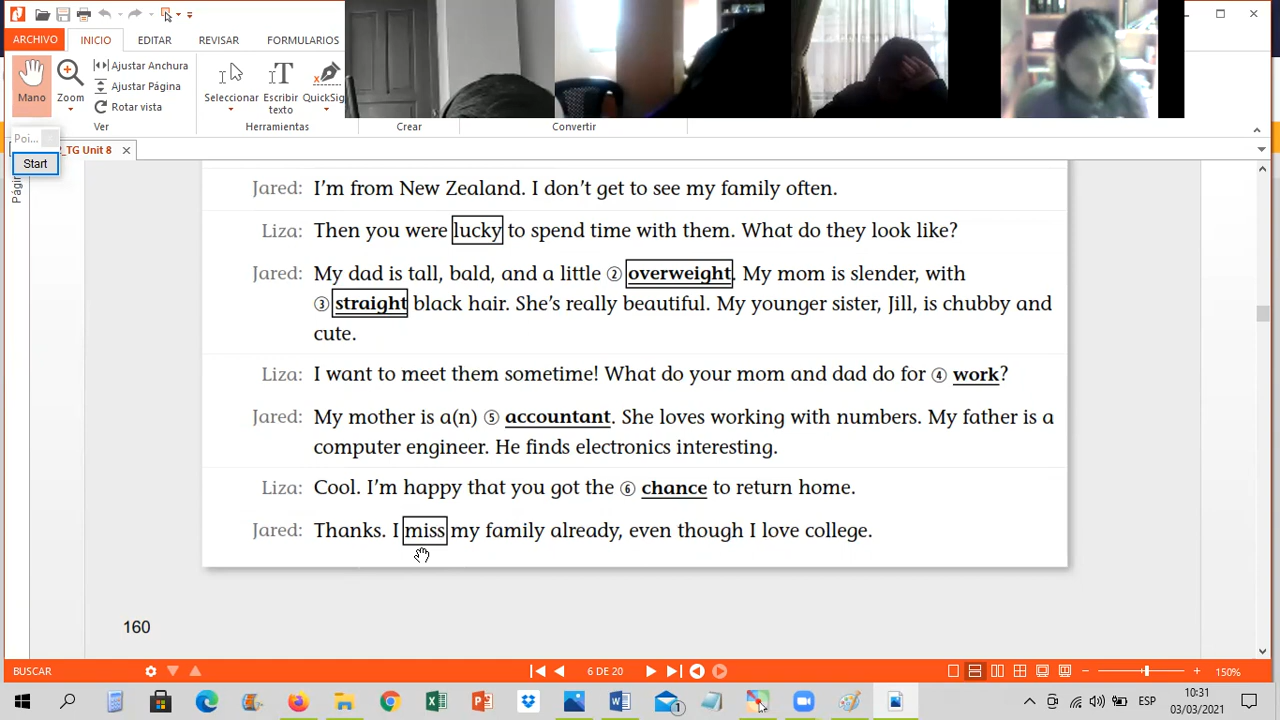 ARCHIVO INICIO EDITAR REVISAR FORMULARIOS
Mano
Zoom
Ajustar Anchura
Ajustar Página
Rotar vista
Ver
Seleccionar
Escribir texto
Herramientas
QuickSig
Crear
Convertir
Poi...
Start
_TG Unit 8
Págin
Jared: I'm from New Zealand. I don't get to see my family often.
Liza: Then you were lucky to spend time with them. What do they look like?
Jared: My dad is tall, bald, and a little ② overweight. My mom is slender, with
③ straight black hair. She's really beautiful. My younger sister, Jill, is chubby and
cute.
Liza: I want to meet them sometime! What do your mom and dad do for ④ work?
Jared: My mother is a(n) ⑤ accountant. She loves working with numbers. My father is a
computer engineer. He finds electronics interesting.
Liza: Cool. I'm happy that you got the ⑥ chance to return home.
Jared: Thanks. I miss my family already, even though I love college.
160
BUSCAR
6 DE 20
150%
1
ESP
10:31
03/03/2021